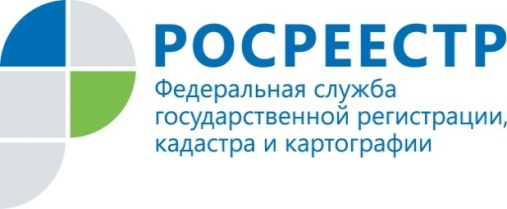 РОСРЕЕСТР
Федеральная служба
государственной регистрации,
кадастра и картографии